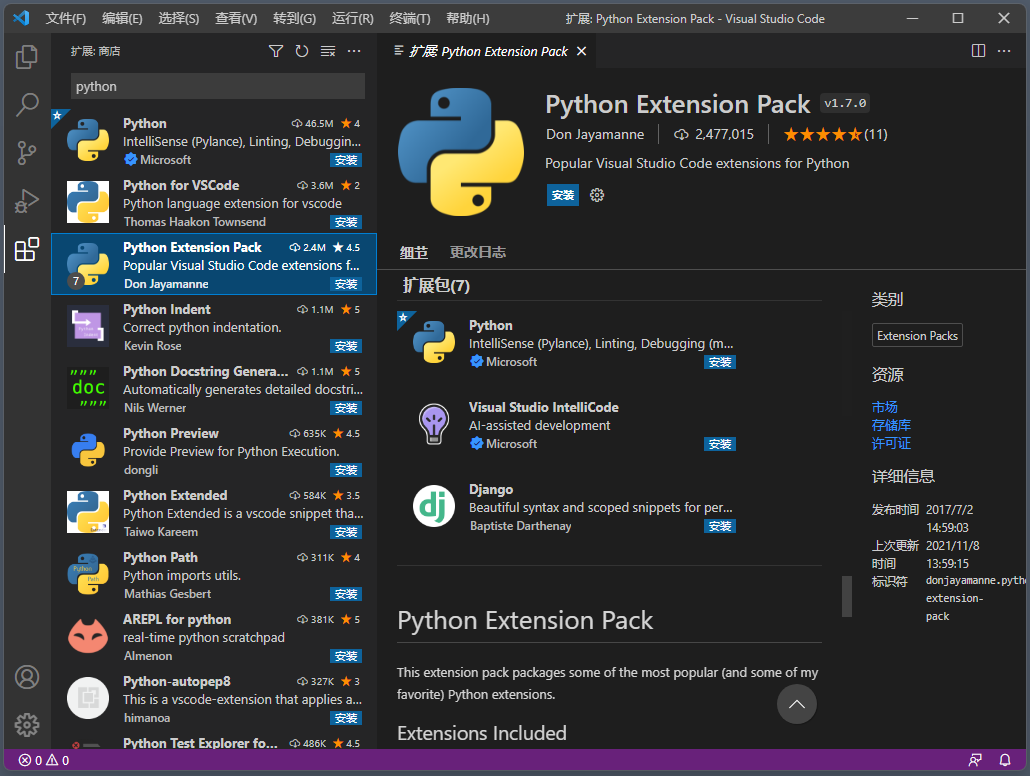 文件(F) 编辑(E) 选择(S) 查看(V) 转到(G) 运行(R) 终端(T) 帮助(H) 扩展: Python Extension Pack - Visual Studio Code
扩展: 商店
python
Python 46.5M 4
IntelliSense (Pylance), Linting, Debuggin...
Microsoft 安装
Python for VSCode 3.6M 2
Python language extension for vscode
Thomas Haakon Townsend 安装
Python Extension Pack 2.4M 4.5
Popular Visual Studio Code extensions f...
7 Don Jayamanne 安装
Python Indent 1.1M 5
Correct python indentation.
Kevin Rose 安装
""" doc """
Python Docstring Genera... 1.1M 5
Automatically generates detailed docstri...
Nils Werner 安装
Python Preview 635K 4.5
Provide Preview for Python Execution.
dongli 安装
Python Extended 584K 3.5
Python Extended is a vscode snippet tha...
Taiwo Kareem 安装
Python Path 311K 4
Python imports utils.
Mathias Gesbert 安装
AREPL for python 381K 5
real-time python scratchpad
Almenon 安装
Python-autopep8 327K 3
This is a vscode-extension that applies a...
himanoa 安装
Python Test Explorer fo... 486K 4.5
扩展 Python Extension Pack
Python Extension Pack v1.7.0
Don Jayamanne 2,477,015 (11)
Popular Visual Studio Code extensions for Python
安装
细节 更改日志
扩展包(7)
Python
IntelliSense (Pylance), Linting, Debugging (m...
Microsoft 安装
Visual Studio IntelliCode
AI-assisted development
Microsoft 安装
dj
Django
Beautiful syntax and scoped snippets for per...
Baptiste Darthenay 安装
Python Extension Pack
This extension pack packages some of the most popular (and some of my
favorite) Python extensions.
Extensions Included
类别
Extension Packs
资源
市场
存储库
许可证
详细信息
发布时间 2017/7/2
14:59:03
上次更新 2021/11/8
时间 13:59:15
标识符 donjayamanne.pytho
extension-
pack
0 0